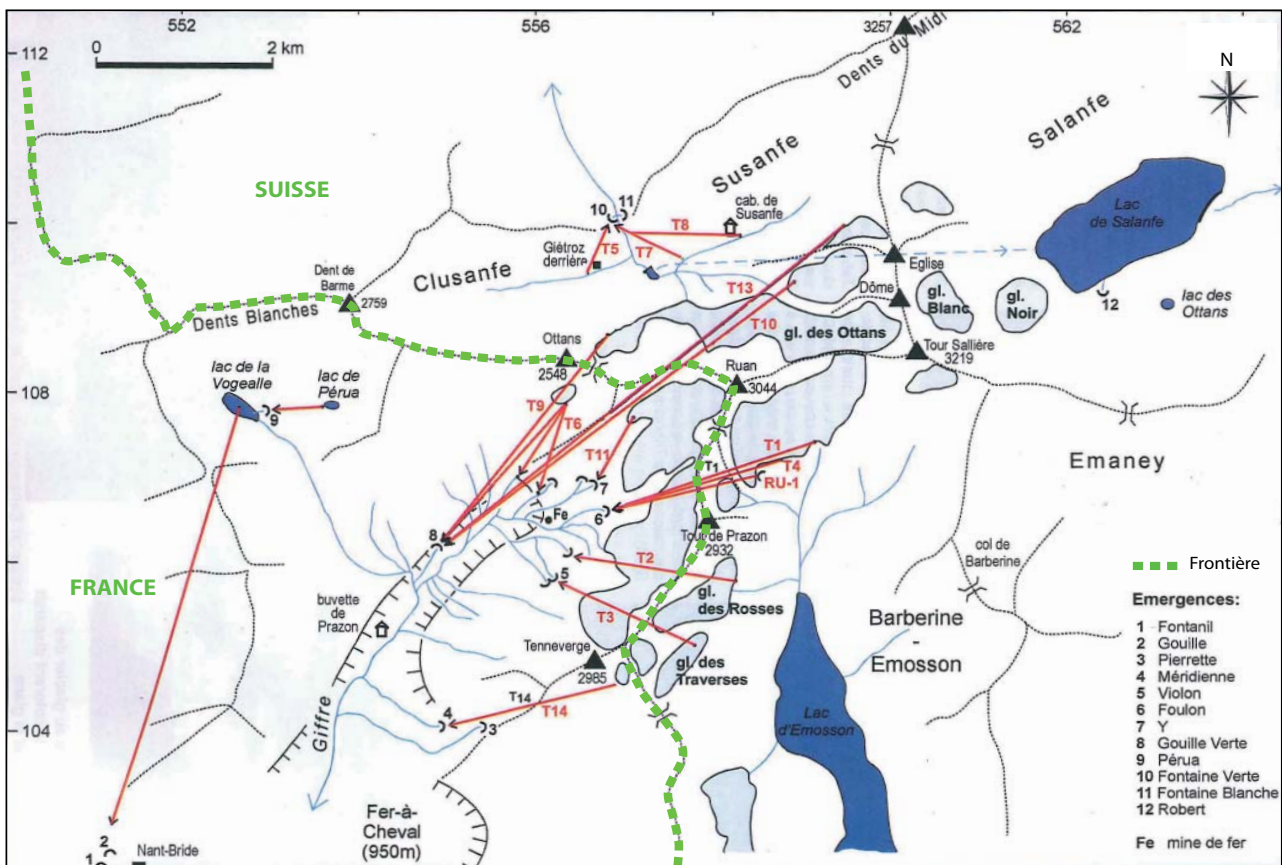 552
556
3257
562
112
0
2 km
Dents du Midi
N
Salanfe
SUISSE
Susanfe
11
10
cab. de
Susanfe
T8
Lac
de Salanfe
T5
T7
Giétroz
derrière
Clusanfe
Eglise
Dent de
Barme
2759
T13
Dôme
12
lac des
Ottans
gl.
Blanc
gl.
Noir
Dents Blanches
T10
gl. des Ottans
Ottans
2548
Tour Sallière
3219
Ruan
3044
108
lac de la
Vogealle
lac de
Pérua
9
T9
T6
T11
T1
T1
T4
RU-1
Emaney
7
6
Fe
8
Tour de Prazon
2932
col de
Barberine
T2
Frontière
FRANCE
5
gl.
des Rosses
buvette
de
Prazon
T3
Barberine
-
Emosson
Tenneverge
2985
gl. des
Traverses
T14
T14
4
3
104
Giffre
Lac
d'Emosson
Fer-à-
Cheval
(950m)
2
1
Nant-Bride
Emergences:
1 Fontanil
2 Gouille
3 Pierrette
4 Méridienne
5 Violon
6 Foulon
7 Y
8 Gouille Verte
9 Pérua
10 Fontaine Verte
11 Fontaine Blanche
12 Robert
Fe mine de fer